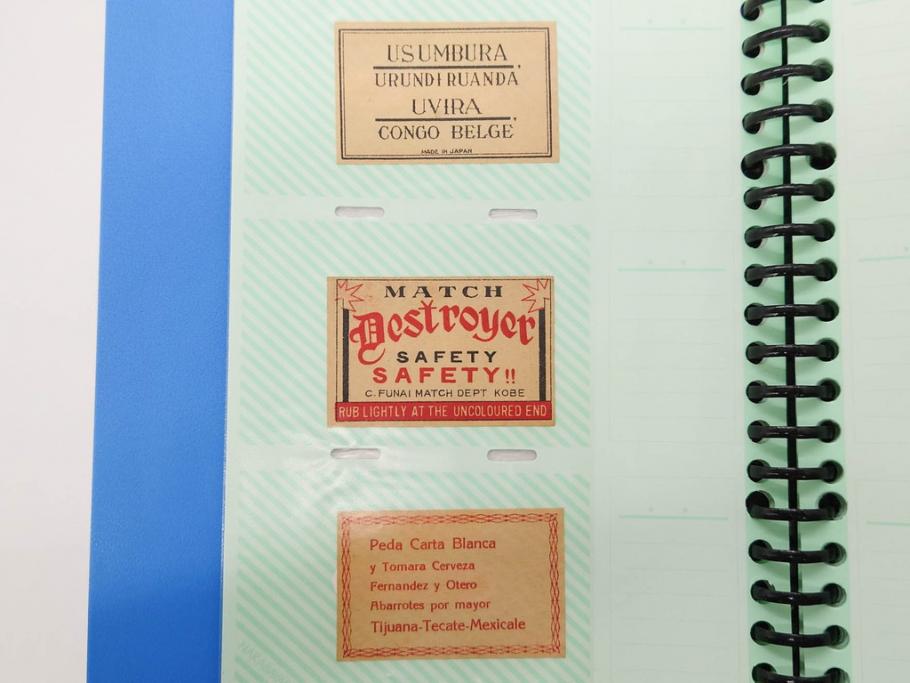 USUMBURA,
URUNDI RUANDA
UVIRA,
CONGO BELGE
MADE IN JAPAN
MATCH
Destroyer
SAFETY
SAFETY!!
C. FUNAI MATCH DEPT KOBE
RUB LIGHTLY AT THE UNCOLOURED END
Peda Carta Blanca
y Tomara Cerveza
Fernandez y Otero
Abarrotes por mayor
Tijuana-Tecate-Mexicale